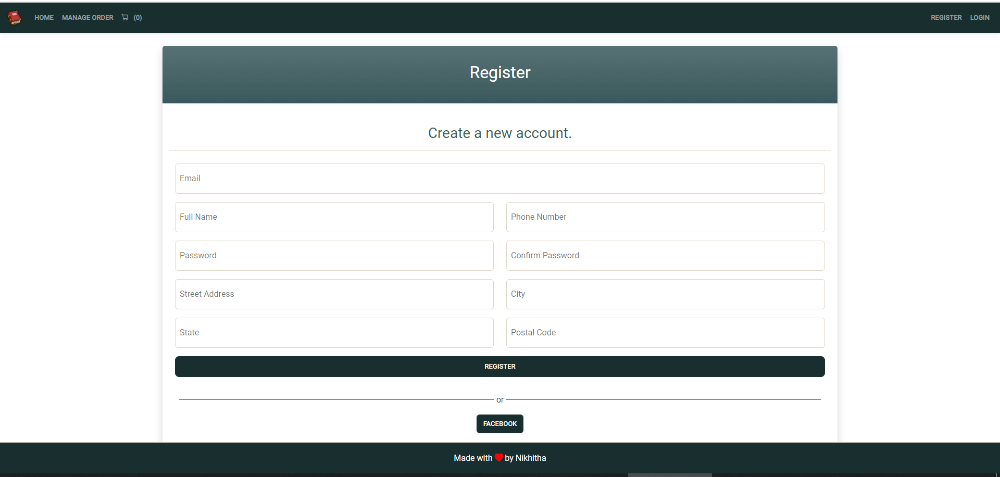 HOME MANAGE ORDER (0) REGISTER LOGIN
Register
Create a new account.
Email
Full Name Phone Number
Password Confirm Password
Street Address City
State Postal Code
REGISTER
or
FACEBOOK
Made with ❤ by Nikhitha